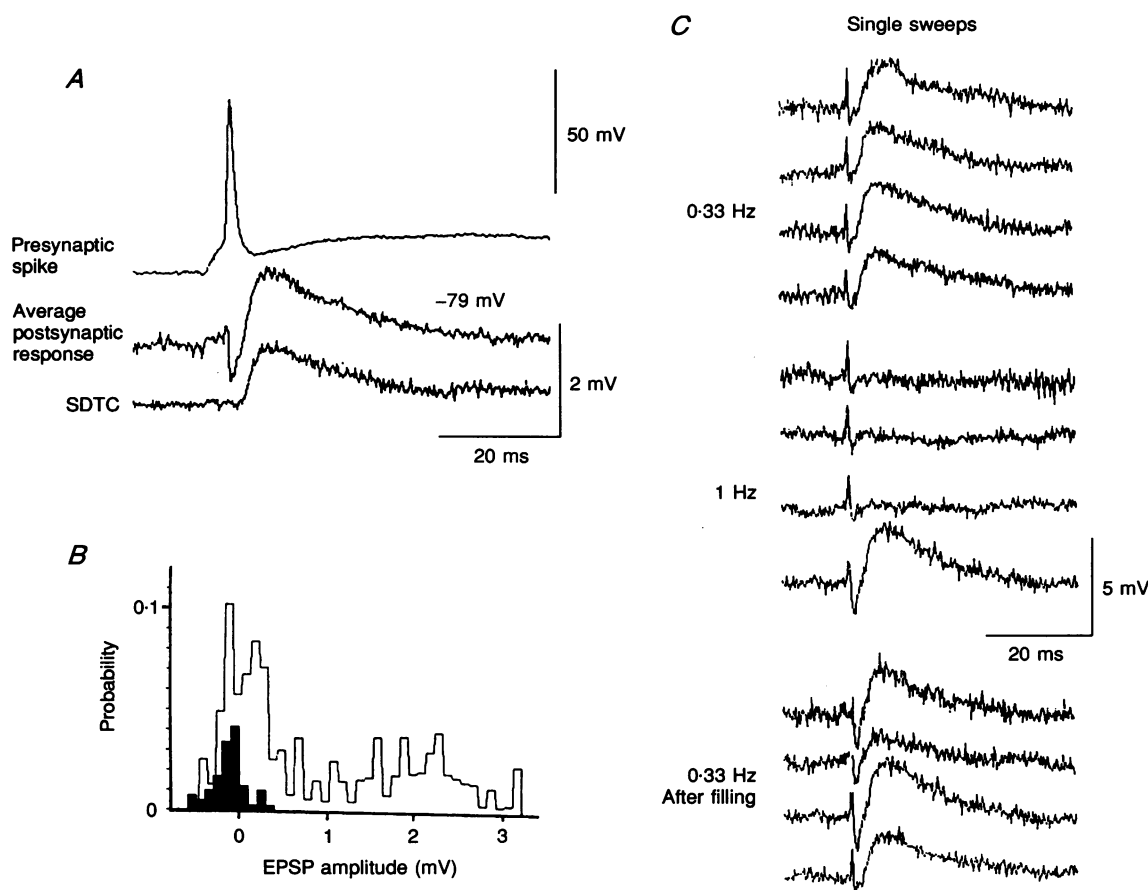 A
50 mV
Presynaptic
spike
Average
postsynaptic
response
−79 mV
SDTC
2 mV
20 ms
B
0·1
Probability
0
0
1
2
3
EPSP amplitude (mV)
C
Single sweeps
0·33 Hz
1 Hz
5 mV
20 ms
0·33 Hz
After filling